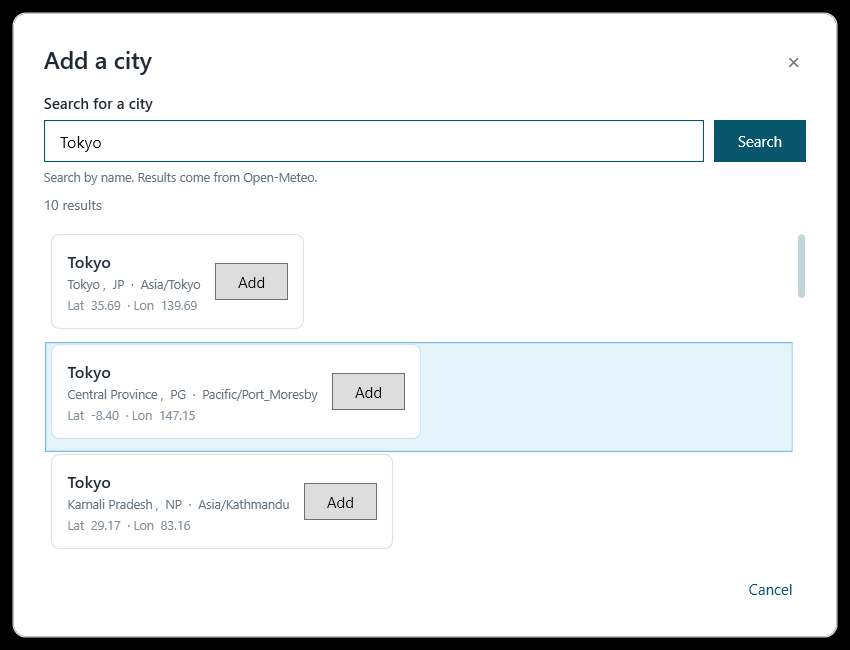 Add a city
×
Search for a city
Tokyo
Search
Search by name. Results come from Open-Meteo.
10 results
Tokyo
Tokyo , JP · Asia/Tokyo
Lat 35.69 · Lon 139.69
Add
Tokyo
Central Province , PG · Pacific/Port_Moresby
Lat -8.40 · Lon 147.15
Add
Tokyo
Karnali Pradesh , NP · Asia/Kathmandu
Lat 29.17 · Lon 83.16
Add
Cancel